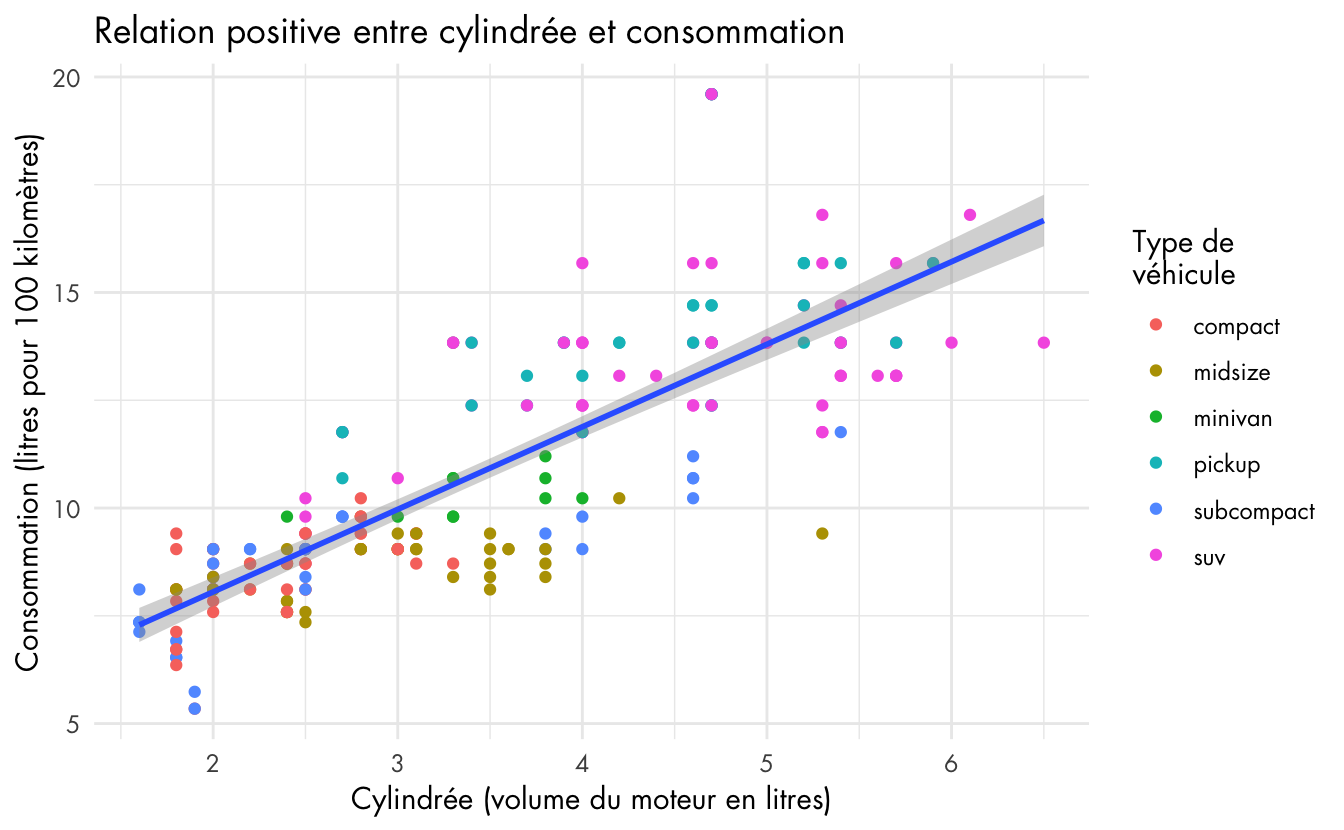 Relation positive entre cylindrée et consommation
20
15
10
5
Consommation (litres pour 100 kilomètres)
2 3 4 5 6
Cylindrée (volume du moteur en litres)
Type de
véhicule
compact
midsize
minivan
pickup
subcompact
suv